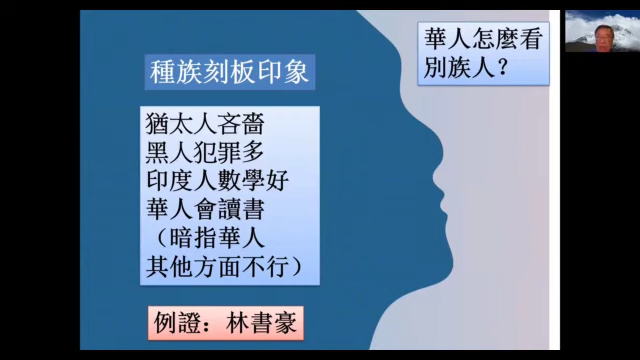 種族刻板印象
華人怎麼看
別族人？
猶太人吝嗇
黑人犯罪多
印度人數學好
華人會讀書
（暗指華人
其他方面不行）
例證：林書豪